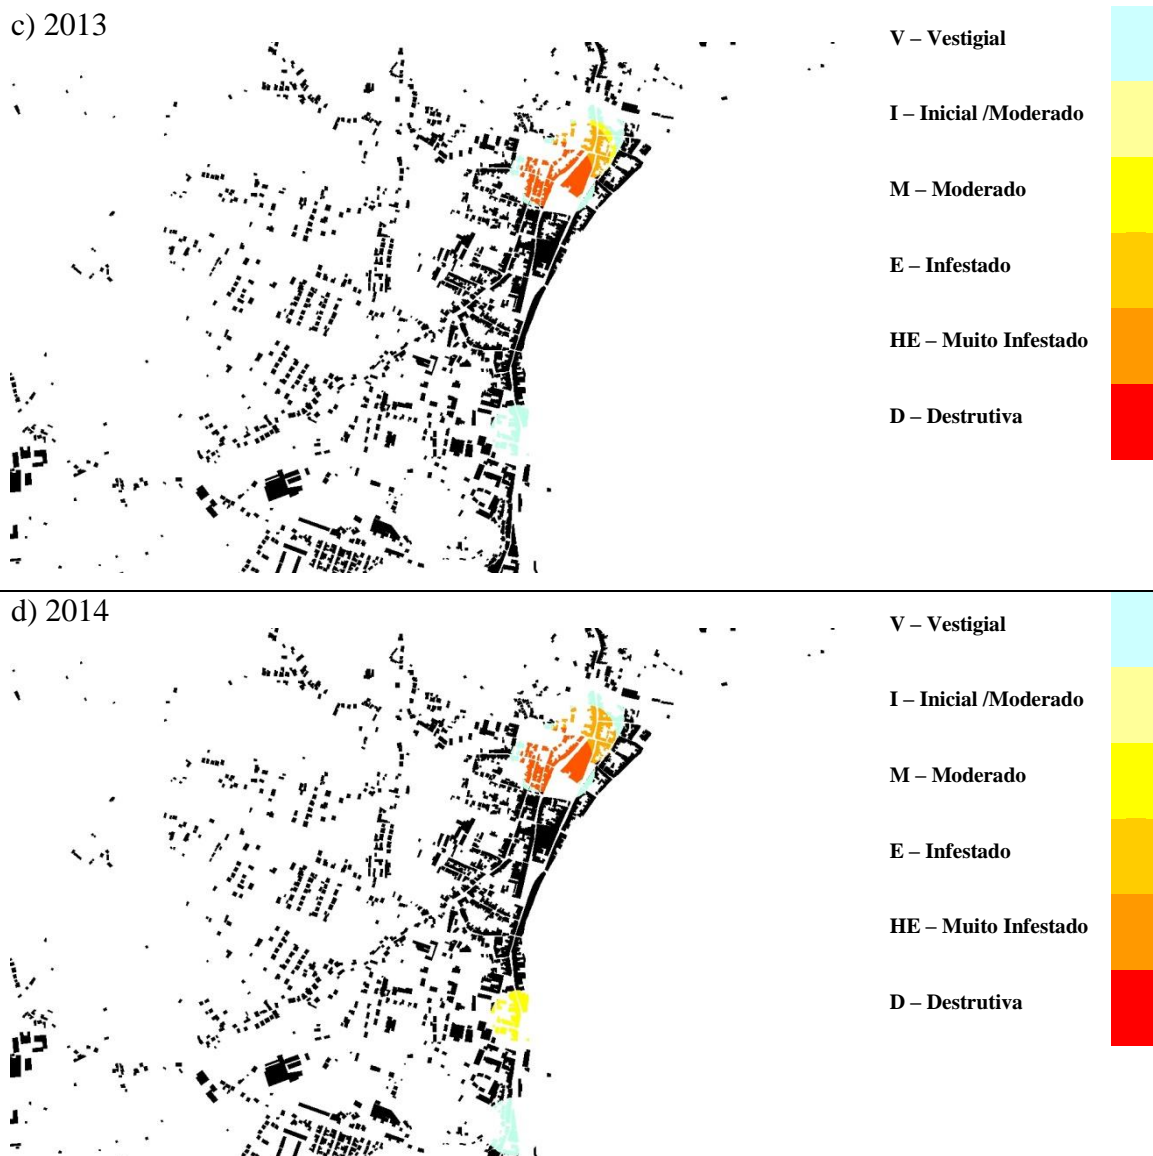 c) 2013
V – Vestigial
I – Inicial /Moderado
M – Moderado
E – Infestado
HE – Muito Infestado
D – Destrutiva
d) 2014
V – Vestigial
I – Inicial /Moderado
M – Moderado
E – Infestado
HE – Muito Infestado
D – Destrutiva